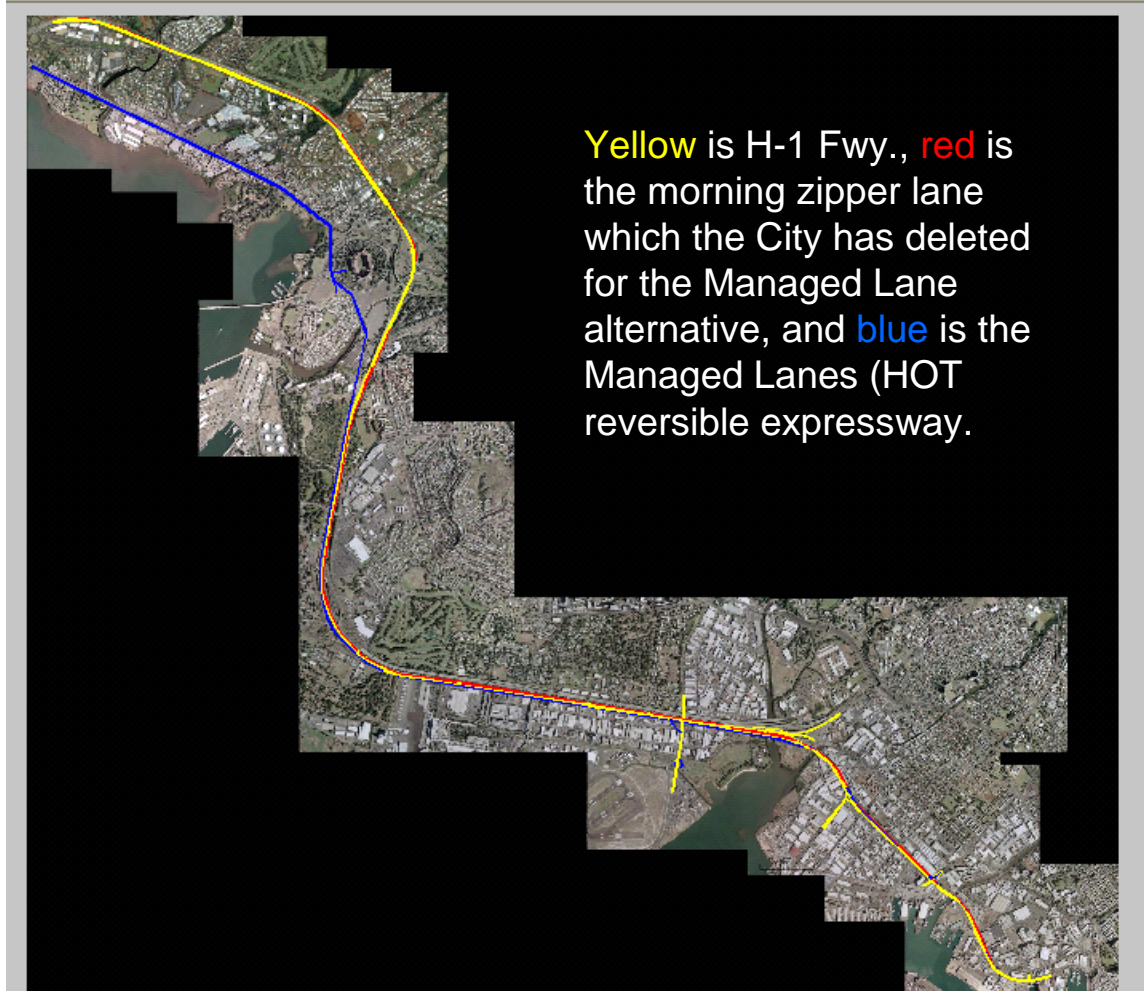 Yellow is H-1 Fwy., red is
the morning zipper lane
which the City has deleted
for the Managed Lane
alternative, and blue is the
Managed Lanes (HOT
reversible expressway.